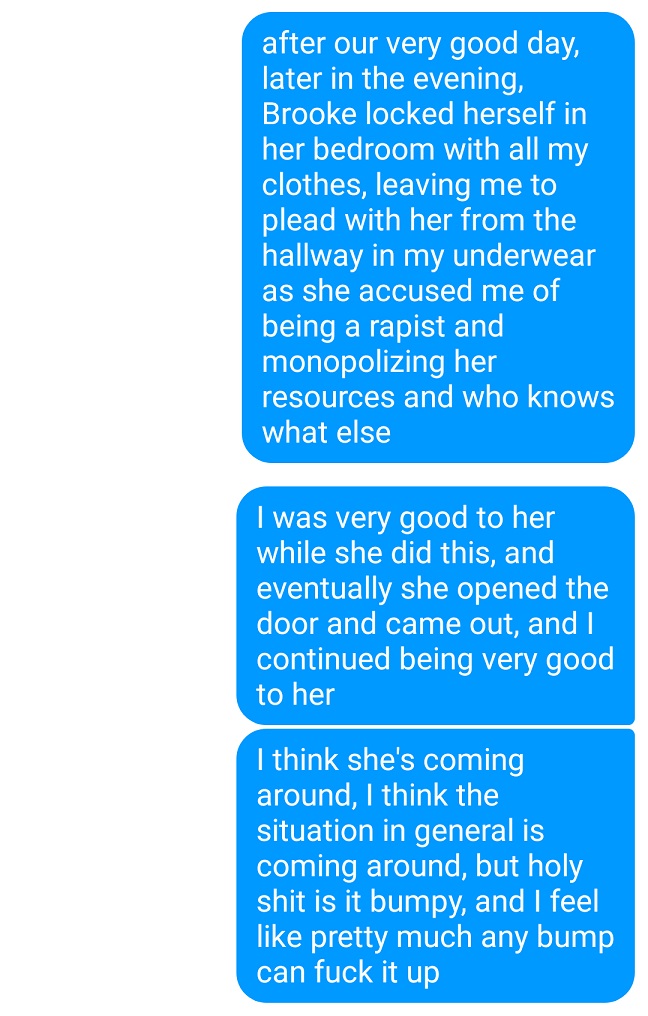 after our very good day,
later in the evening,
Brooke locked herself in
her bedroom with all my
clothes, leaving me to
plead with her from the
hallway in my underwear
as she accused me of
being a rapist and
monopolizing her
resources and who knows
what else
I was very good to her
while she did this, and
eventually she opened the
door and came out, and I
continued being very good
to her
I think she's coming
around, I think the
situation in general is
coming around, but holy
shit is it bumpy, and I feel
like pretty much any bump
can fuck it up